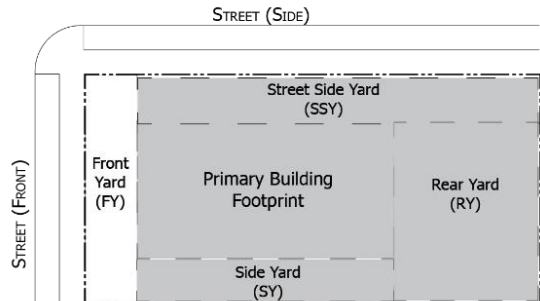 STREET (SIDE)
Street Side Yard
(SSY)
Front
Yard
(FY)
Primary Building
Footprint
Rear Yard
(RY)
STREET (FRONT)
Side Yard
(SY)